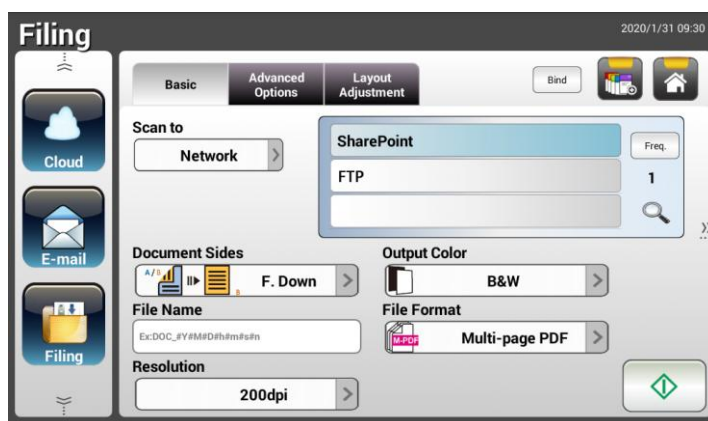 Filing
2020/1/31 09:30
Basic
Advanced
Options
Layout
Adjustment
Bind
Cloud
E-mail
Filing
Scan to
Network
SharePoint
FTP
Freq.
1
Document Sides
A/B
F. Down
Output Color
B&W
File Name
Ex:DOC_#Y#M#D#h#m#s#n
File Format
M-PDF
Multi-page PDF
Resolution
200dpi